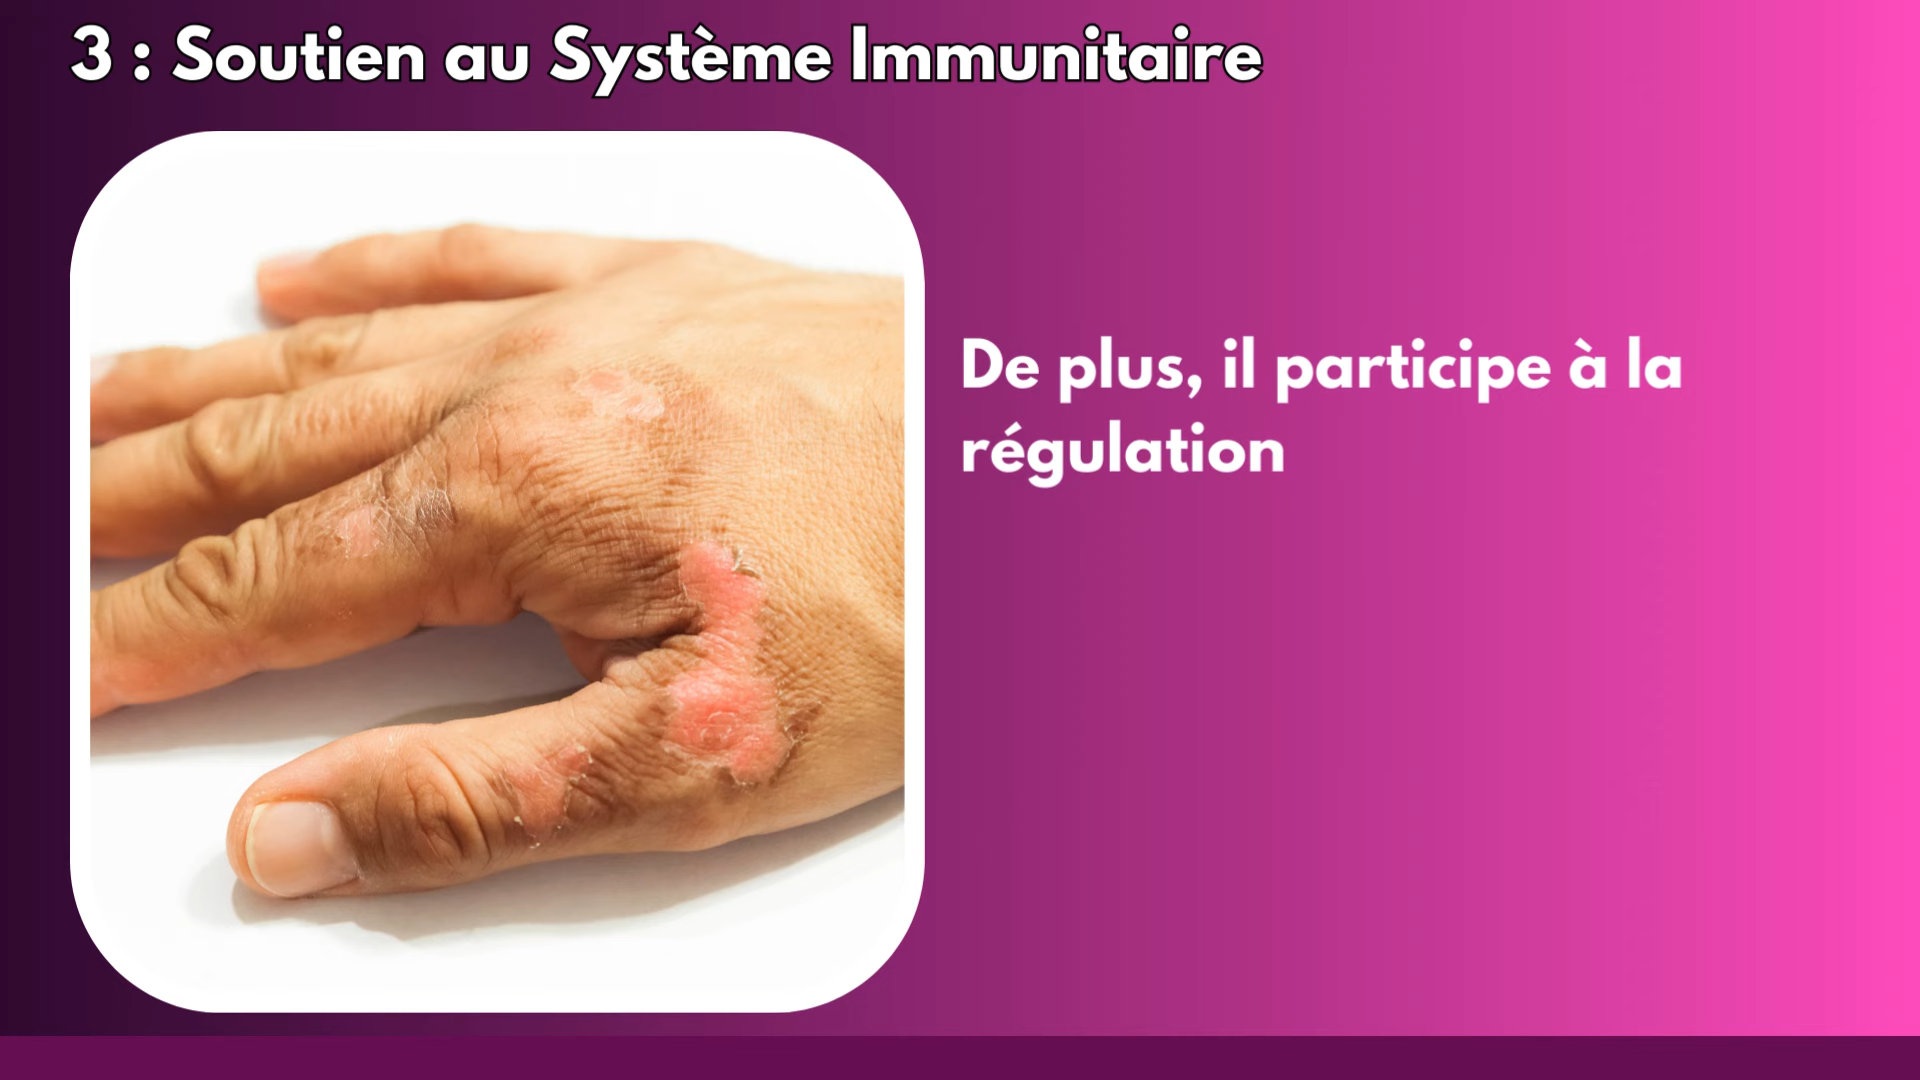 3 : Soutien au Système Immunitaire
De plus, il participe à la
régulation